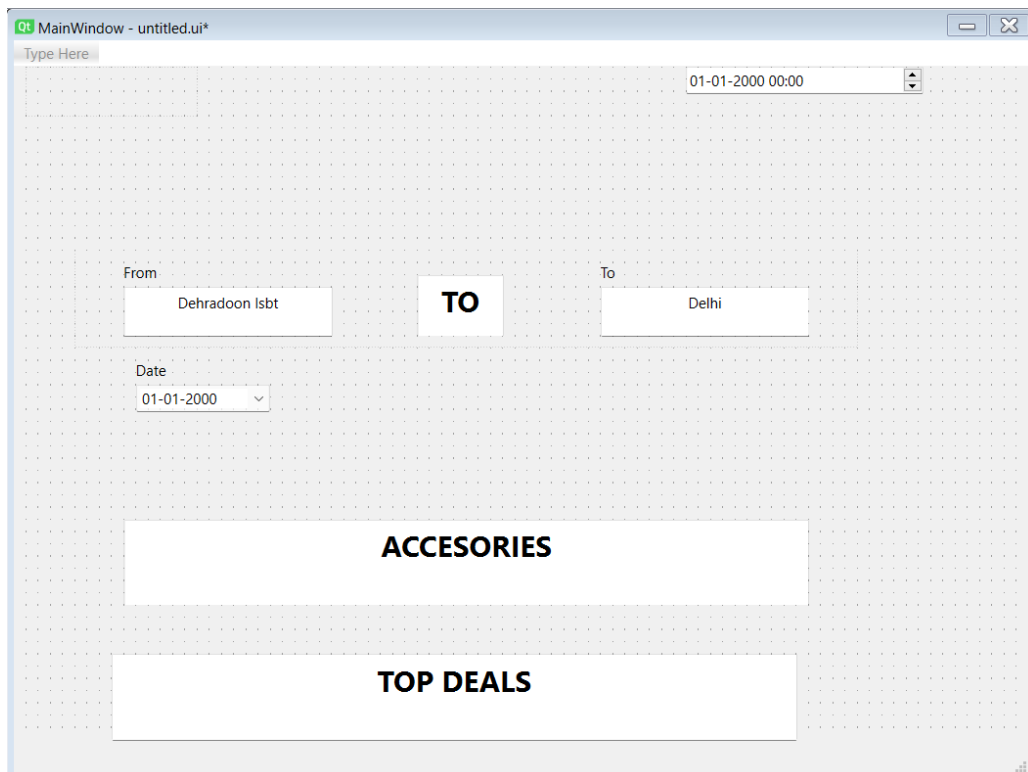 Qt MainWindow - untitled.ui*
Type Here
01-01-2000 00:00
From
To
Dehradoon Isbt
TO
Delhi
Date
01-01-2000
ACCESORIES
TOP DEALS